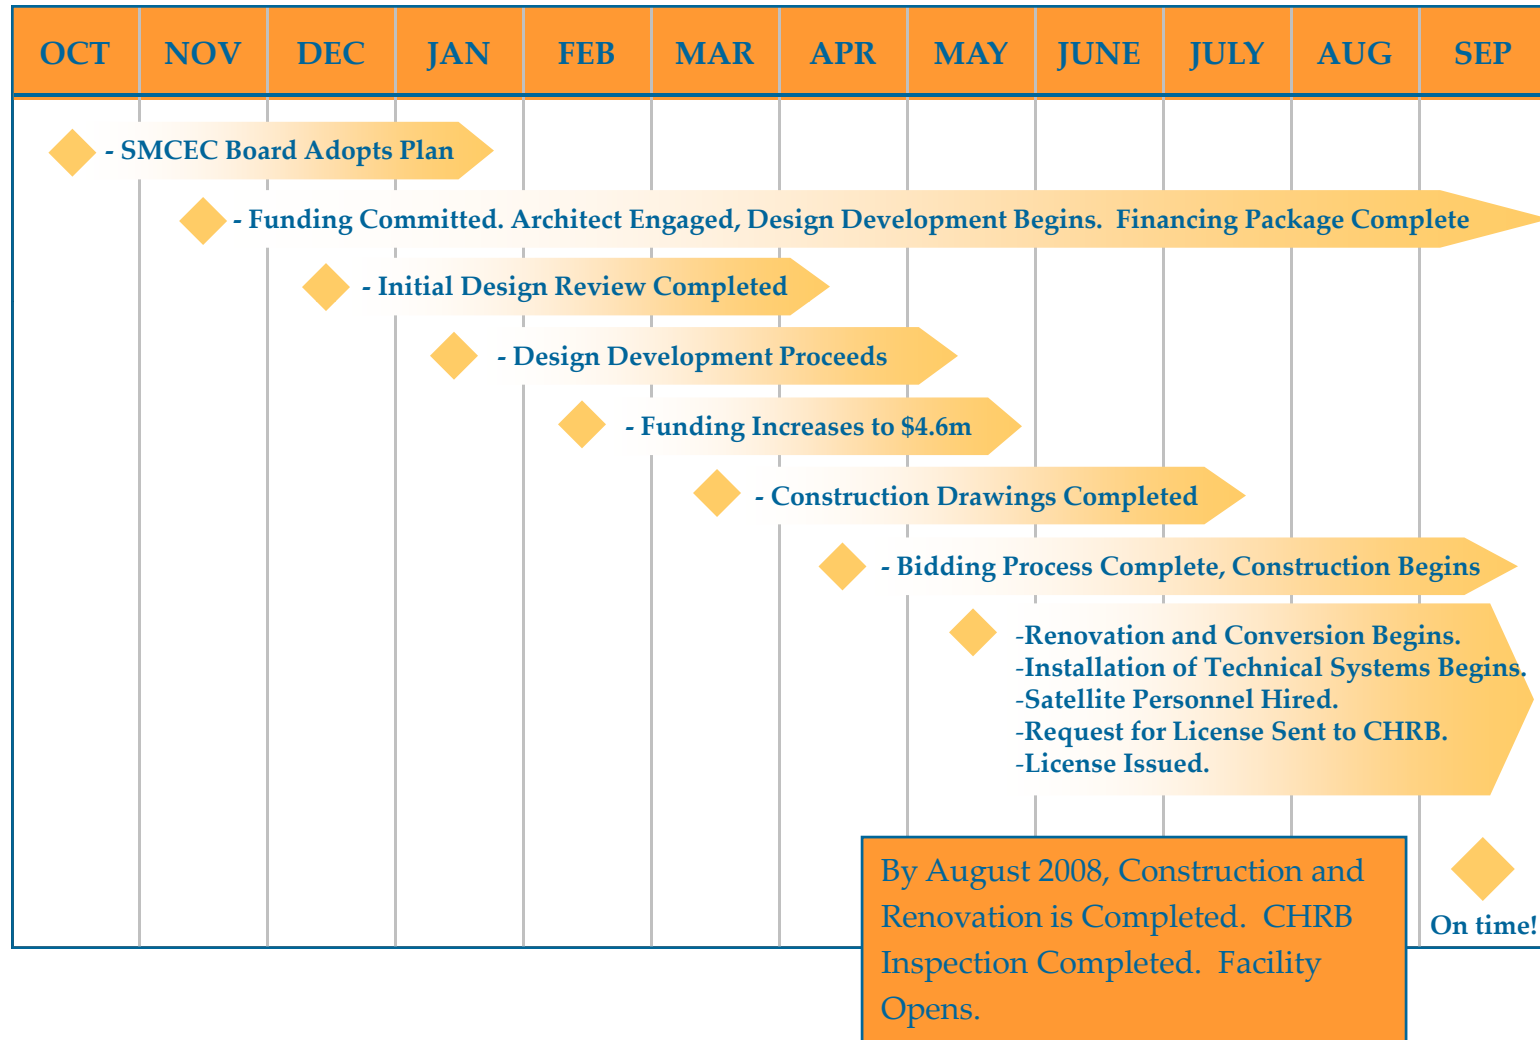 OCT NOV DEC JAN FEB MAR APR MAY JUNE JULY AUG SEP
- SMCEC Board Adopts Plan
- Funding Committed. Architect Engaged, Design Development Begins.  Financing Package Complete
- Initial Design Review Completed
- Design Development Proceeds
- Funding Increases to $4.6m
- Construction Drawings Completed
- Bidding Process Complete, Construction Begins
-Renovation and Conversion Begins.
-Installation of Technical Systems Begins.
-Satellite Personnel Hired.
-Request for License Sent to CHRB.
-License Issued.
By August 2008, Construction and
Renovation is Completed.  CHRB
Inspection Completed.  Facility
Opens.
On time!